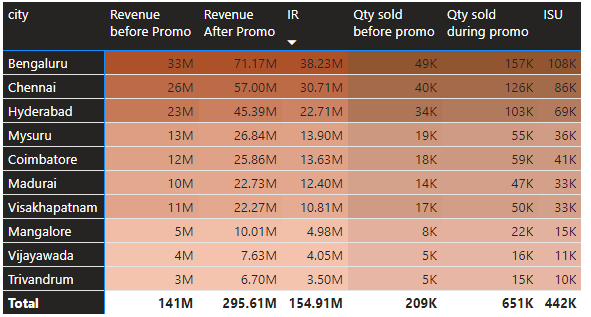 city Revenue before Promo Revenue After Promo IR Qty sold before promo Qty sold during promo ISU
Bengaluru 33M 71.17M 38.23M 49K 157K 108K
Chennai 26M 57.00M 30.71M 40K 126K 86K
Hyderabad 23M 45.39M 22.71M 34K 103K 69K
Mysuru 13M 26.84M 13.90M 19K 55K 36K
Coimbatore 12M 25.86M 13.63M 18K 59K 41K
Madurai 10M 22.73M 12.40M 14K 47K 33K
Visakhapatnam 11M 22.27M 10.81M 17K 50K 33K
Mangalore 5M 10.01M 4.98M 8K 22K 15K
Vijayawada 4M 7.63M 4.05M 5K 16K 11K
Trivandrum 3M 6.70M 3.50M 5K 15K 10K
Total 141M 295.61M 154.91M 209K 651K 442K